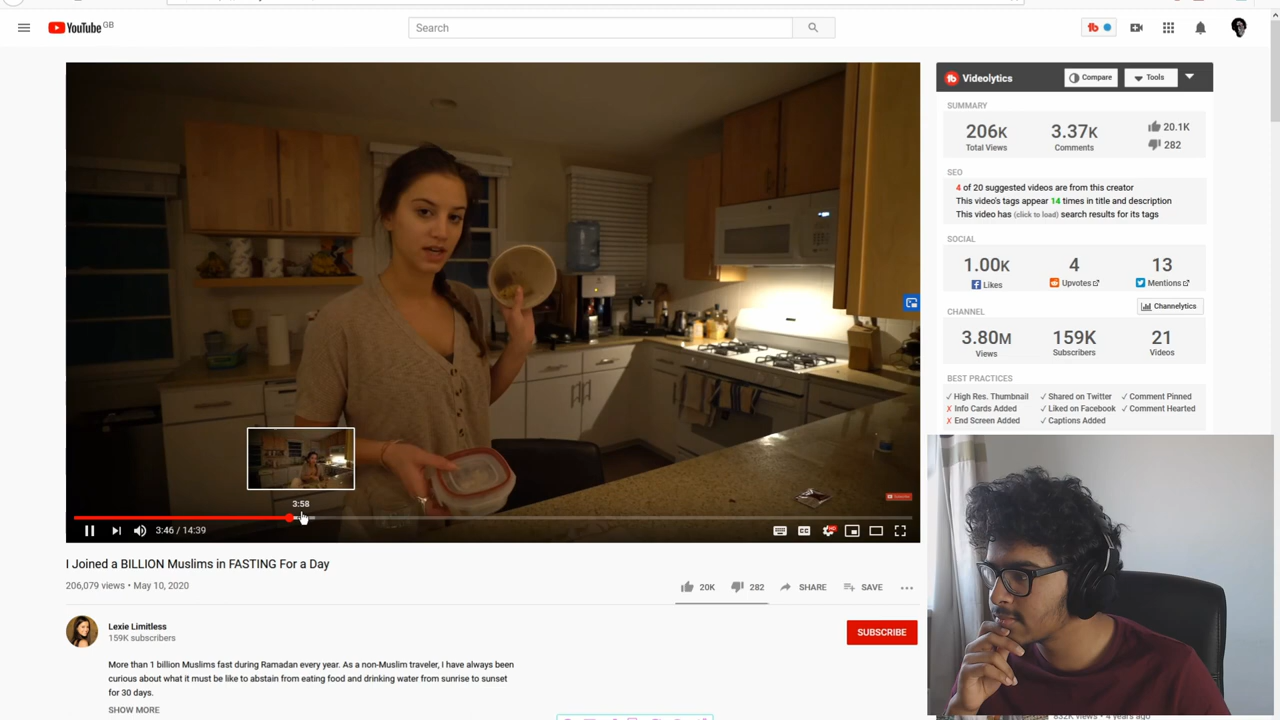 YouTube GB
Search
tb
Videolytics
Compare
Tools
SUMMARY
206K
3.37K
20.1K
Total Views
Comments
282
SEO
4 of 20 suggested videos are from this creator
This video's tags appear 14 times in title and description
This video has (click to load) search results for its tags
SOCIAL
1.00K
4
13
Likes
Upvotes
Mentions
CHANNEL
Channelytics
3.80M
159K
21
Views
Subscribers
Videos
BEST PRACTICES
✓ High Res. Thumbnail
✓ Shared on Twitter
✓ Comment Pinned
✗ Info Cards Added
✓ Liked on Facebook
✓ Comment Hearted
✗ End Screen Added
✓ Captions Added
3:58
3:46 / 14:39
CC
HD
I Joined a BILLION Muslims in FASTING For a Day
206,079 views • May 10, 2020
20K
282
SHARE
SAVE
Lexie Limitless
159K subscribers
SUBSCRIBE
More than 1 billion Muslims fast during Ramadan every year. As a non-Muslim traveler, I have always been
curious about what it must be like to abstain from eating food and drinking water from sunrise to sunset
for 30 days.
SHOW MORE
832K views • 4 years ago